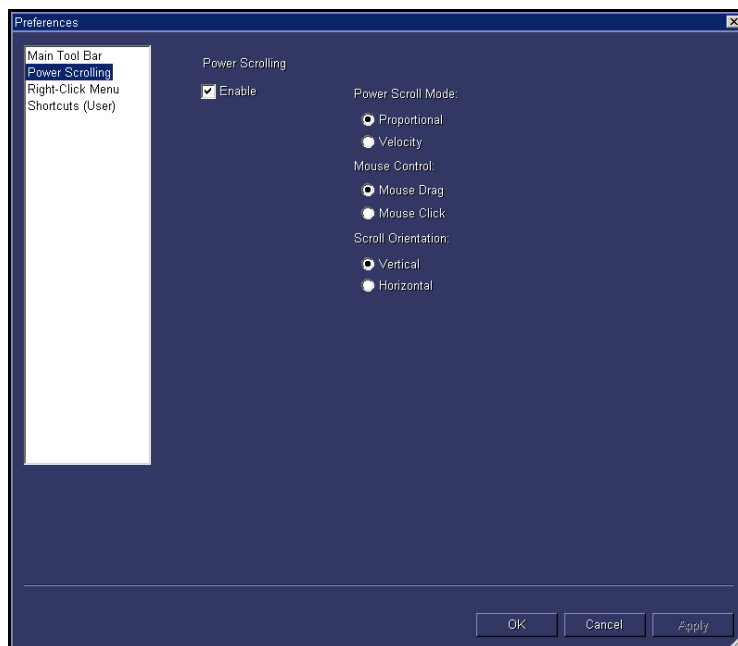 Preferences
Main Tool Bar
Power Scrolling
Right-Click Menu
Shortcuts (User)
Power Scrolling
Enable
Power Scroll Mode:
Proportional
Velocity
Mouse Control:
Mouse Drag
Mouse Click
Scroll Orientation:
Vertical
Horizontal
OK
Cancel
Apply